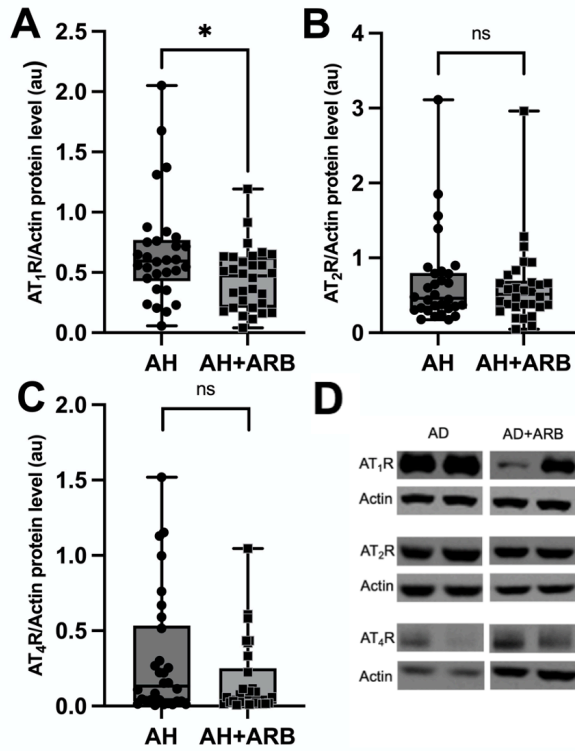 A
AT₁R/Actin protein level (au)
2.5
2.0
1.5
1.0
0.5
0.0
*
AH
AH+ARB
B
AT₂R/Actin protein level (au)
4
3
2
1
0
ns
AH
AH+ARB
C
AT₄R/Actin protein level (au)
2.0
1.5
1.0
0.5
0.0
ns
AH
AH+ARB
D
AD
AD+ARB
AT₁R
Actin
AT₂R
Actin
AT₄R
Actin